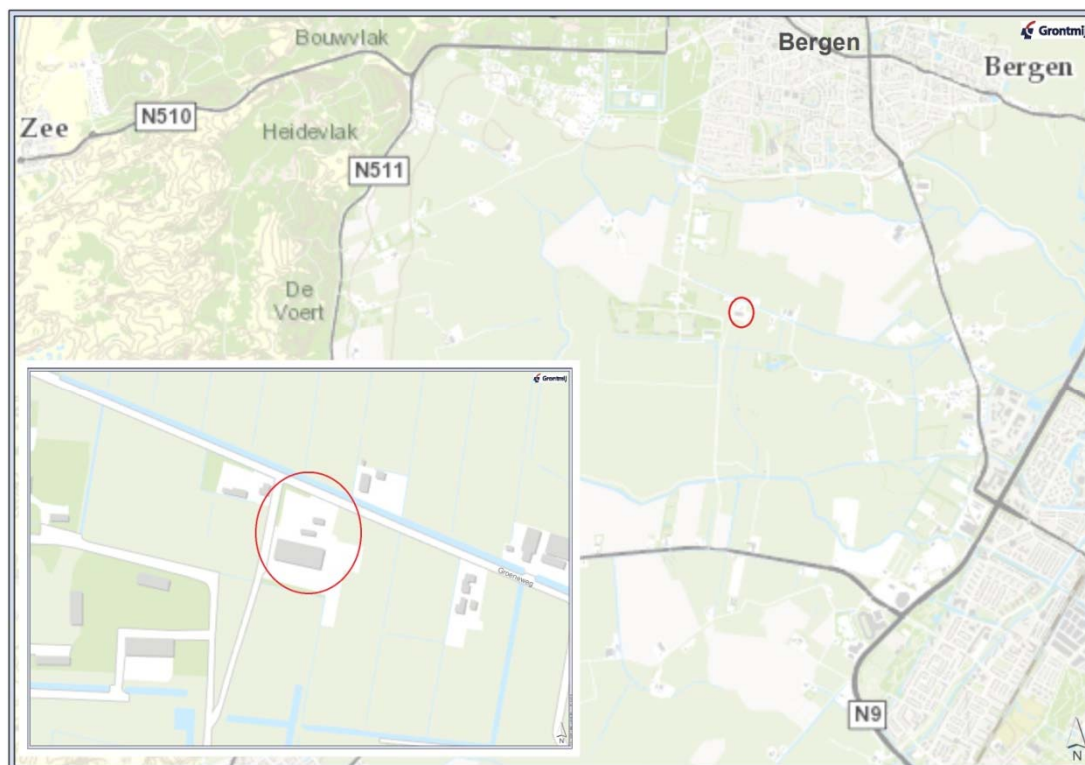 Bouwvlak
Bergen
Grontmij
Bergen
N510
Zee
Heidevlak
N511
De
Voert
Grontmij
Groeneweg
N
N9
N